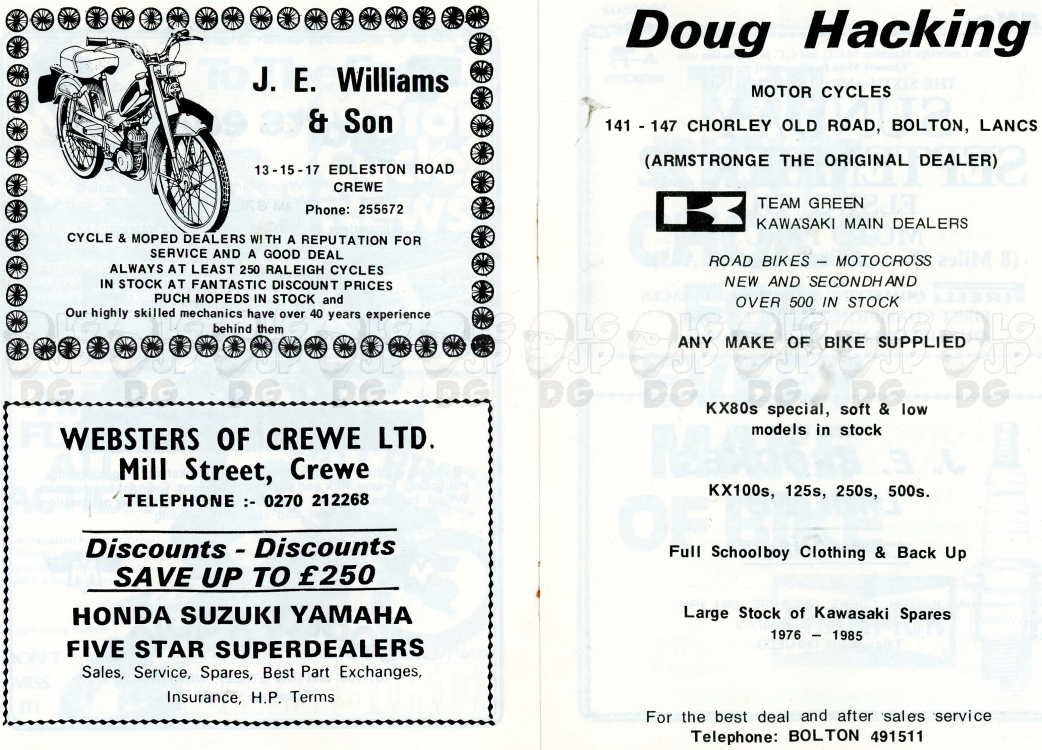 J. E. Williams
& Son
13-15-17 EDLESTON ROAD
CREWE
Phone: 255672
CYCLE & MOPED DEALERS WITH A REPUTATION FOR
SERVICE AND A GOOD DEAL
ALWAYS AT LEAST 250 RALEIGH CYCLES
IN STOCK AT FANTASTIC DISCOUNT PRICES
PUCH MOPEDS IN STOCK and
Our highly skilled mechanics have over 40 years experience
behind them
WEBSTERS OF CREWE LTD.
Mill Street, Crewe
TELEPHONE :- 0270 212268
Discounts - Discounts
SAVE UP TO £250
HONDA SUZUKI YAMAHA
FIVE STAR SUPERDEALERS
Sales, Service, Spares, Best Part Exchanges,
Insurance, H.P. Terms
Doug Hacking
MOTOR CYCLES
141 - 147 CHORLEY OLD ROAD, BOLTON, LANCS
(ARMSTRONGE THE ORIGINAL DEALER)
TEAM GREEN
KAWASAKI MAIN DEALERS
ROAD BIKES – MOTOCROSS
NEW AND SECONDHAND
OVER 500 IN STOCK
ANY MAKE OF BIKE SUPPLIED
KX80s special, soft & low
models in stock
KX100s, 125s, 250s, 500s.
Full Schoolboy Clothing & Back Up
Large Stock of Kawasaki Spares
1976 – 1985
For the best deal and after sales service
Telephone: BOLTON 491511